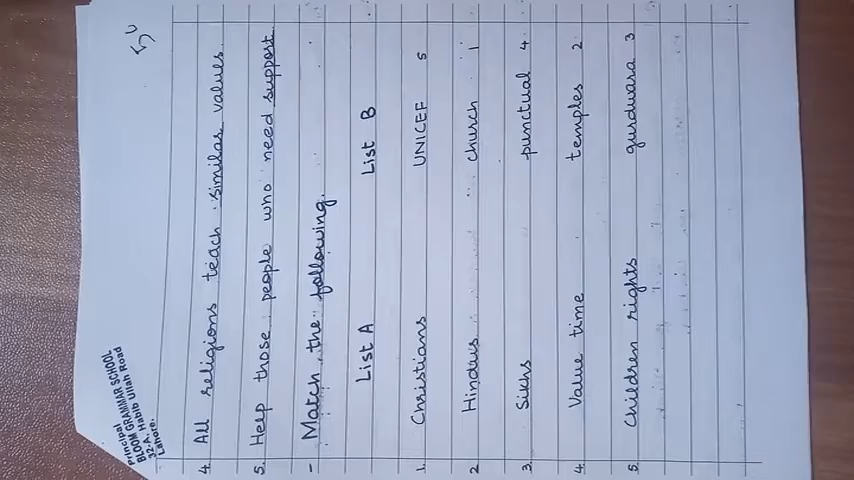 Principal
BLOOM GRAMMAR SCHOOL
32-A, Habib Ullah Road
Lahore.
4. All religions teach similar values.
5. Help those people who need support.
- Match the following.
List A List B
1. Christians UNICEF 5
2 Hindus church 1
3. Sikhs punctual 4
4. Value time temples 2
5 Children rights gurdwara 3